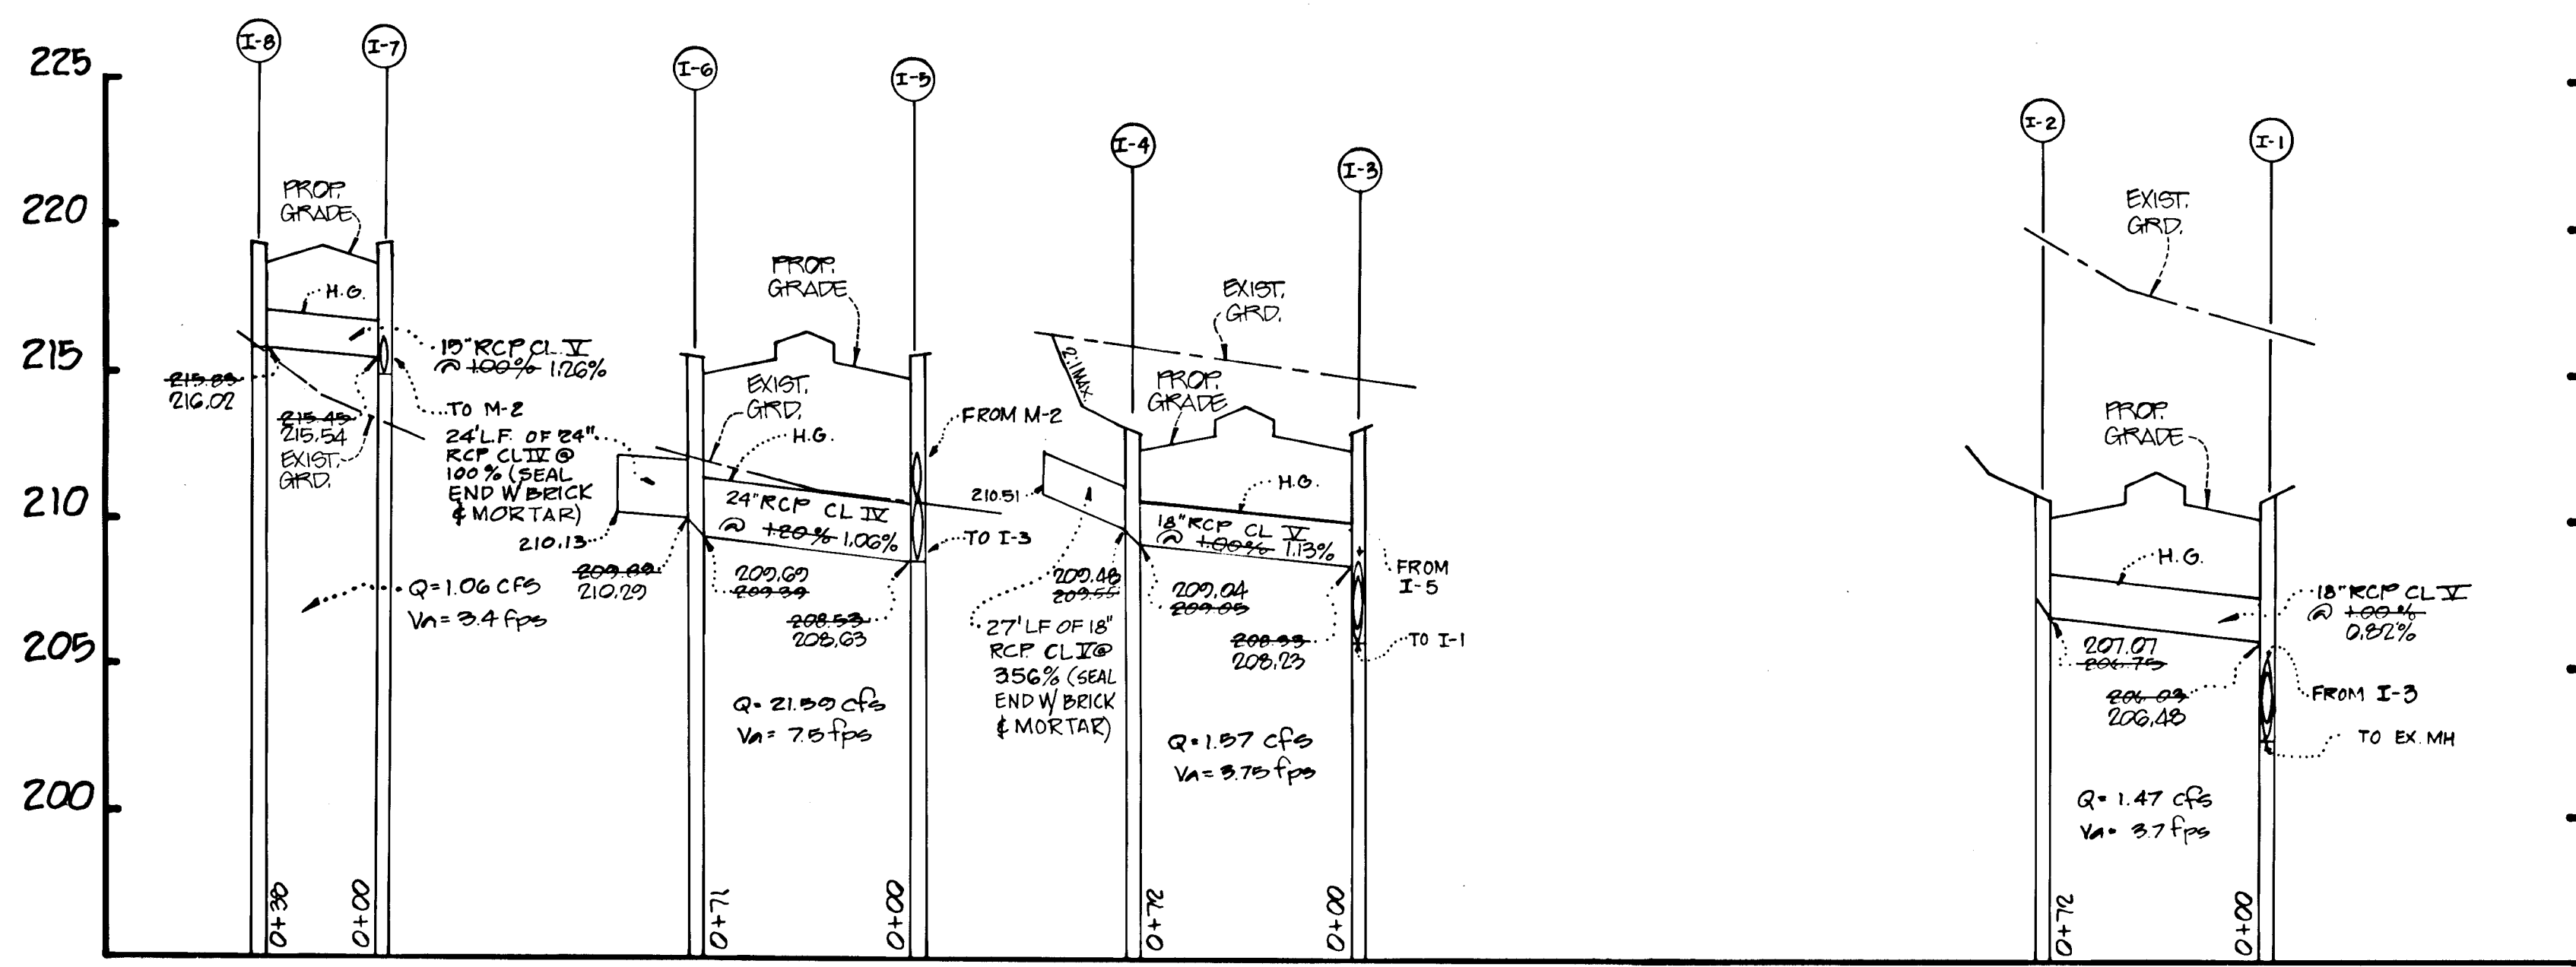 225
220
215
210
205
200
I-8
I-7
PROP.
GRADE
H.G.
15" RCP CL. V
@ 1.00% 1.26%
215.83
216.02
215.45
215.54
EXIST.
GRD.
TO M-2
Q=1.06 cfs
Va= 3.4 fps
0+38
0+00
I-6
I-5
PROP.
GRADE
EXIST.
GRD.
H.G.
24' L.F. OF 24"
RCP CL IV @
100% (SEAL
END W/ BRICK
& MORTAR)
210.13
24" RCP CL IV
@ 1.20% 1.06%
FROM M-2
TO I-3
209.89
210.29
209.69
209.39
208.53
208.63
Q= 21.59 cfs
Va= 7.5 fps
0+71
0+00
I-4
I-3
EXIST.
GRD.
2:1 MAX.
PROP.
GRADE
H.G.
210.51
18" RCP CL V
@ 1.00% 1.13%
209.48
209.55
209.04
209.05
27' LF OF 18"
RCP CL V @
3.56% (SEAL
END W/ BRICK
& MORTAR)
208.33
208.23
FROM
I-5
TO I-1
Q=1.57 cfs
Va= 3.75 fps
0+72
0+00
I-2
I-1
EXIST.
GRD.
PROP.
GRADE
H.G.
18" RCP CL V
@ 1.00%
0.82%
207.07
206.75
206.03
206.48
FROM I-3
TO EX. MH
Q= 1.47 cfs
Va= 3.7 fps
0+72
0+00